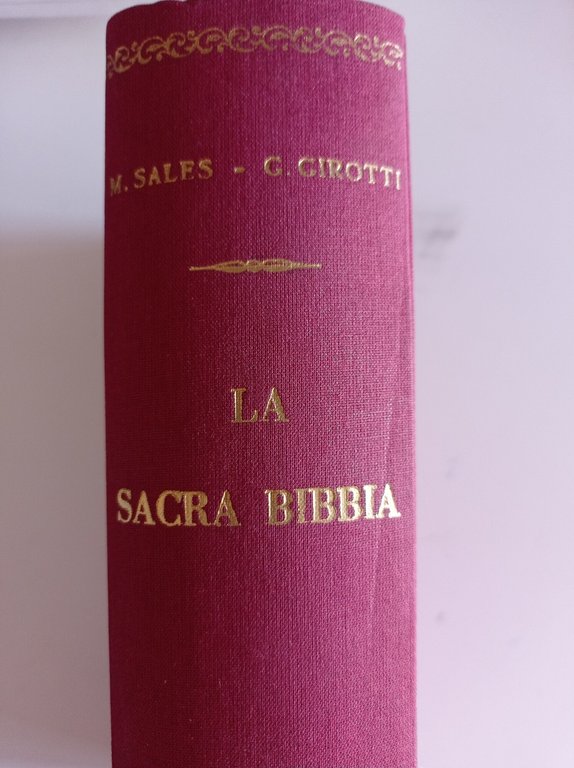 M. SALES - G. GIROTTI
LA
SACRA BIBBIA